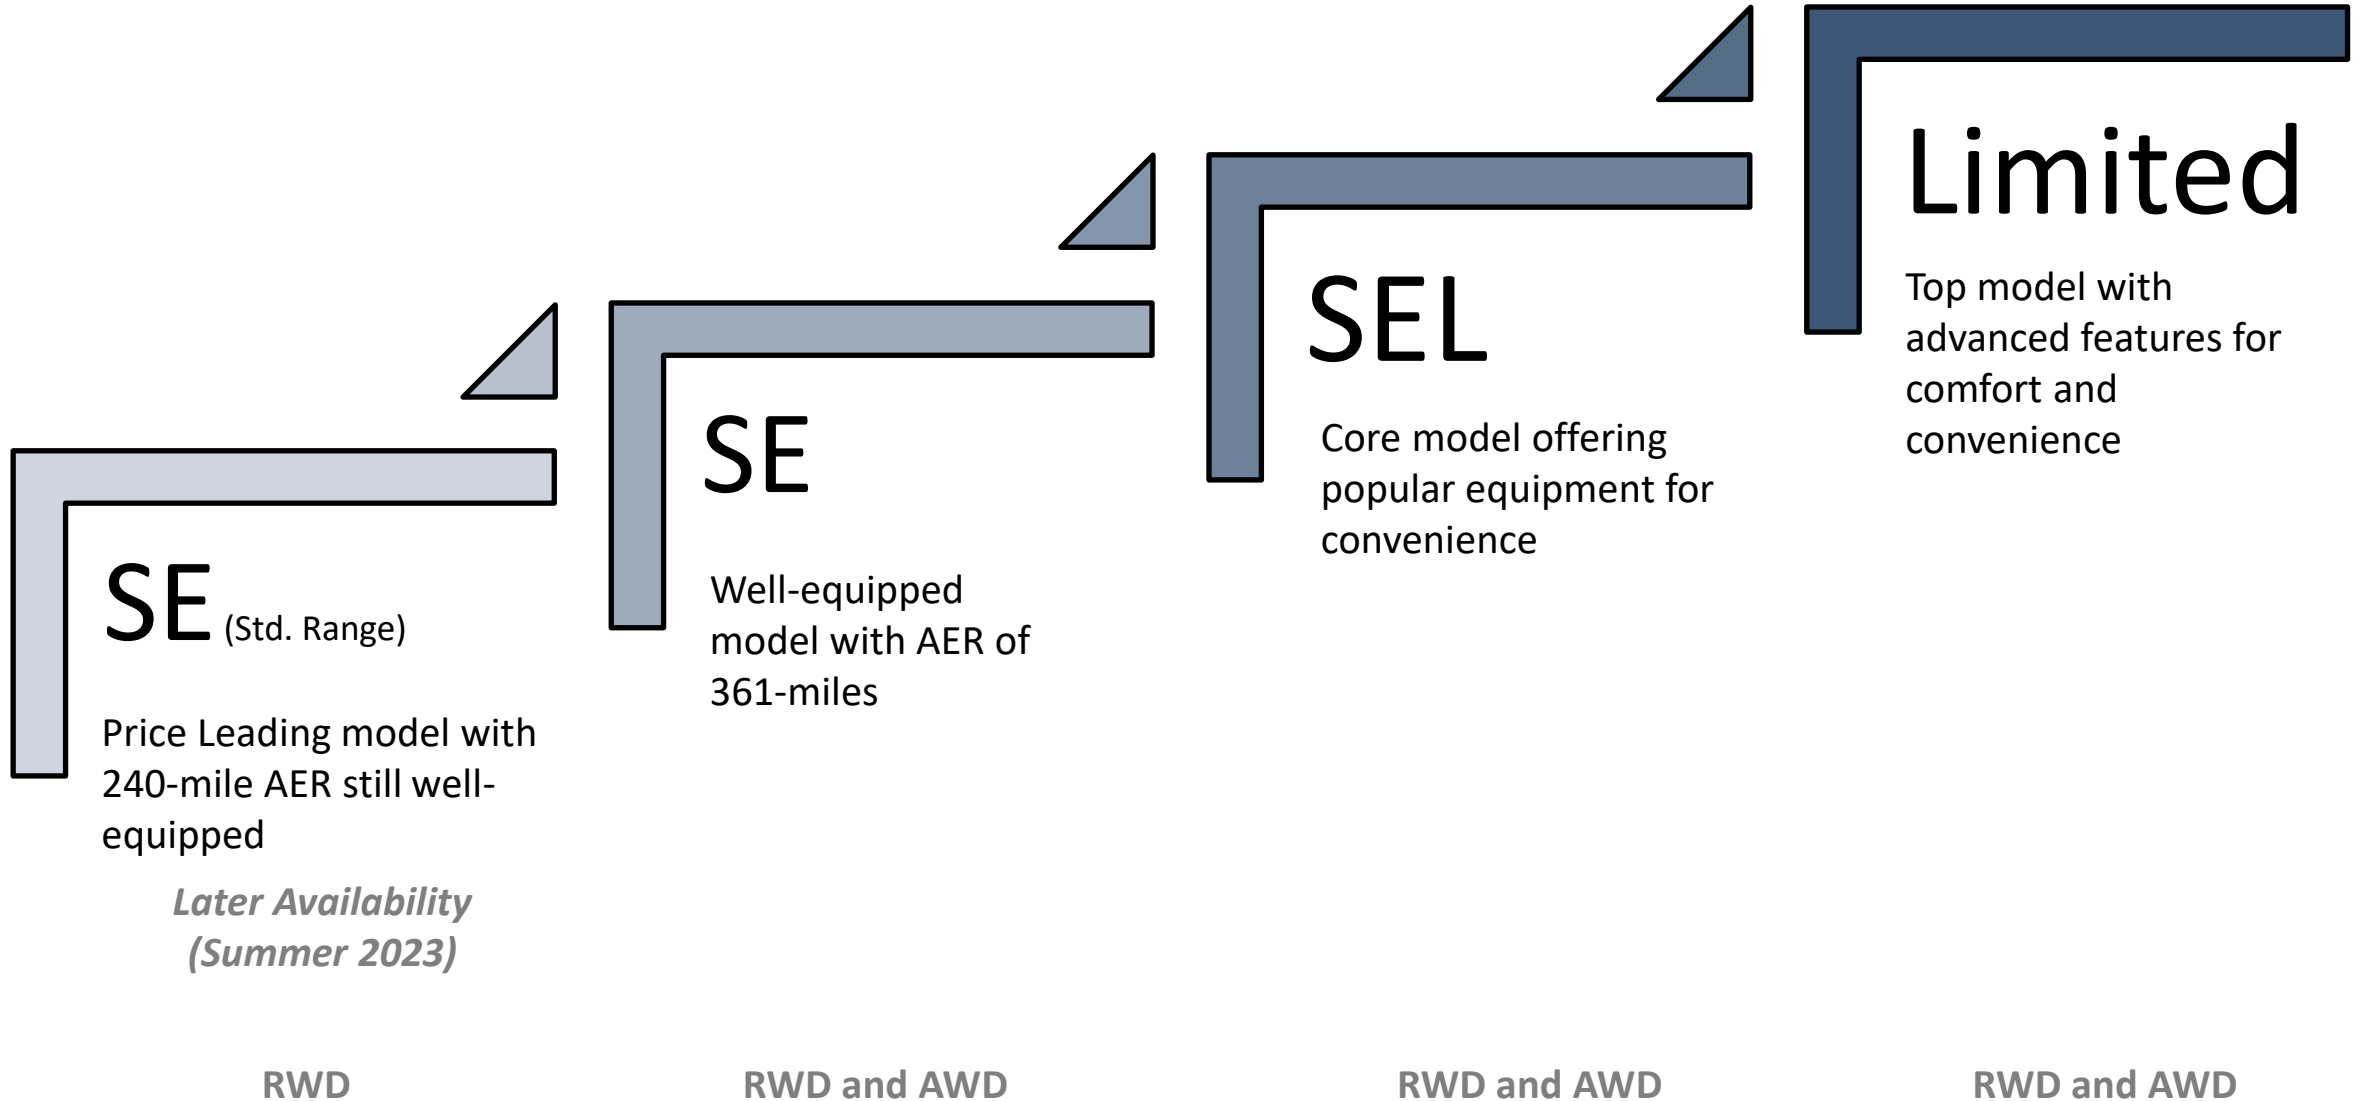 SE (Std. Range)
Price Leading model with
240-mile AER still well-
equipped
Later Availability
(Summer 2023)
RWD
SE
Well-equipped
model with AER of
361-miles
RWD and AWD
SEL
Core model offering
popular equipment for
convenience
RWD and AWD
Limited
Top model with
advanced features for
comfort and
convenience
RWD and AWD